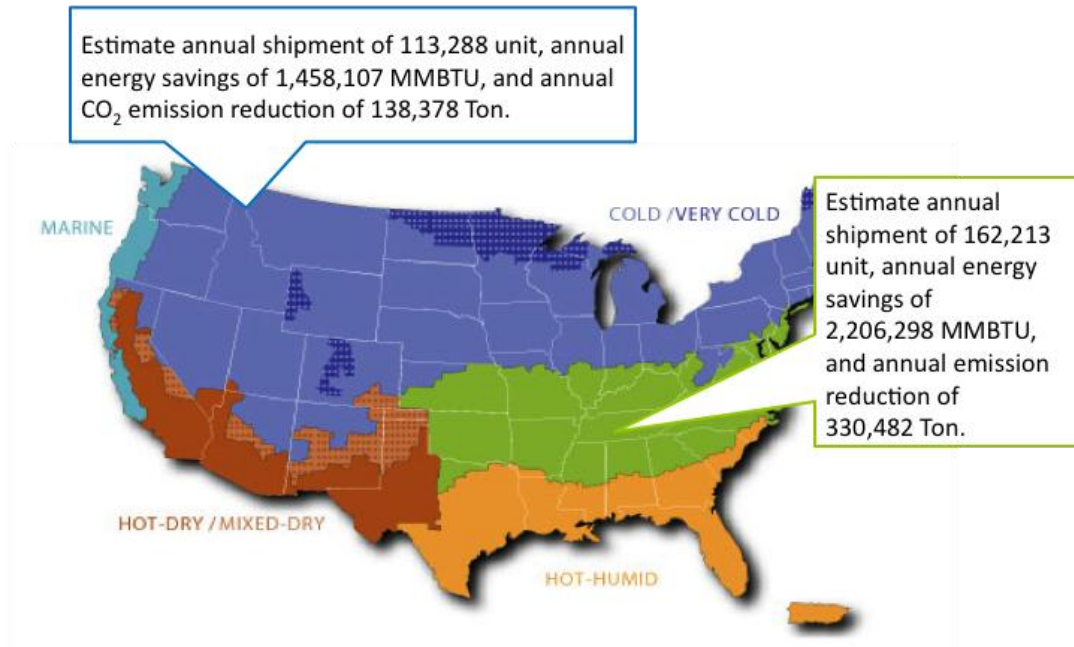 Estimate annual shipment of 113,288 unit, annual
energy savings of 1,458,107 MMBTU, and annual
CO₂ emission reduction of 138,378 Ton.
MARINE
COLD /VERY COLD
Estimate annual
shipment of 162,213
unit, annual energy
savings of
2,206,298 MMBTU,
and annual emission
reduction of
330,482 Ton.
HOT-DRY / MIXED-DRY
HOT-HUMID